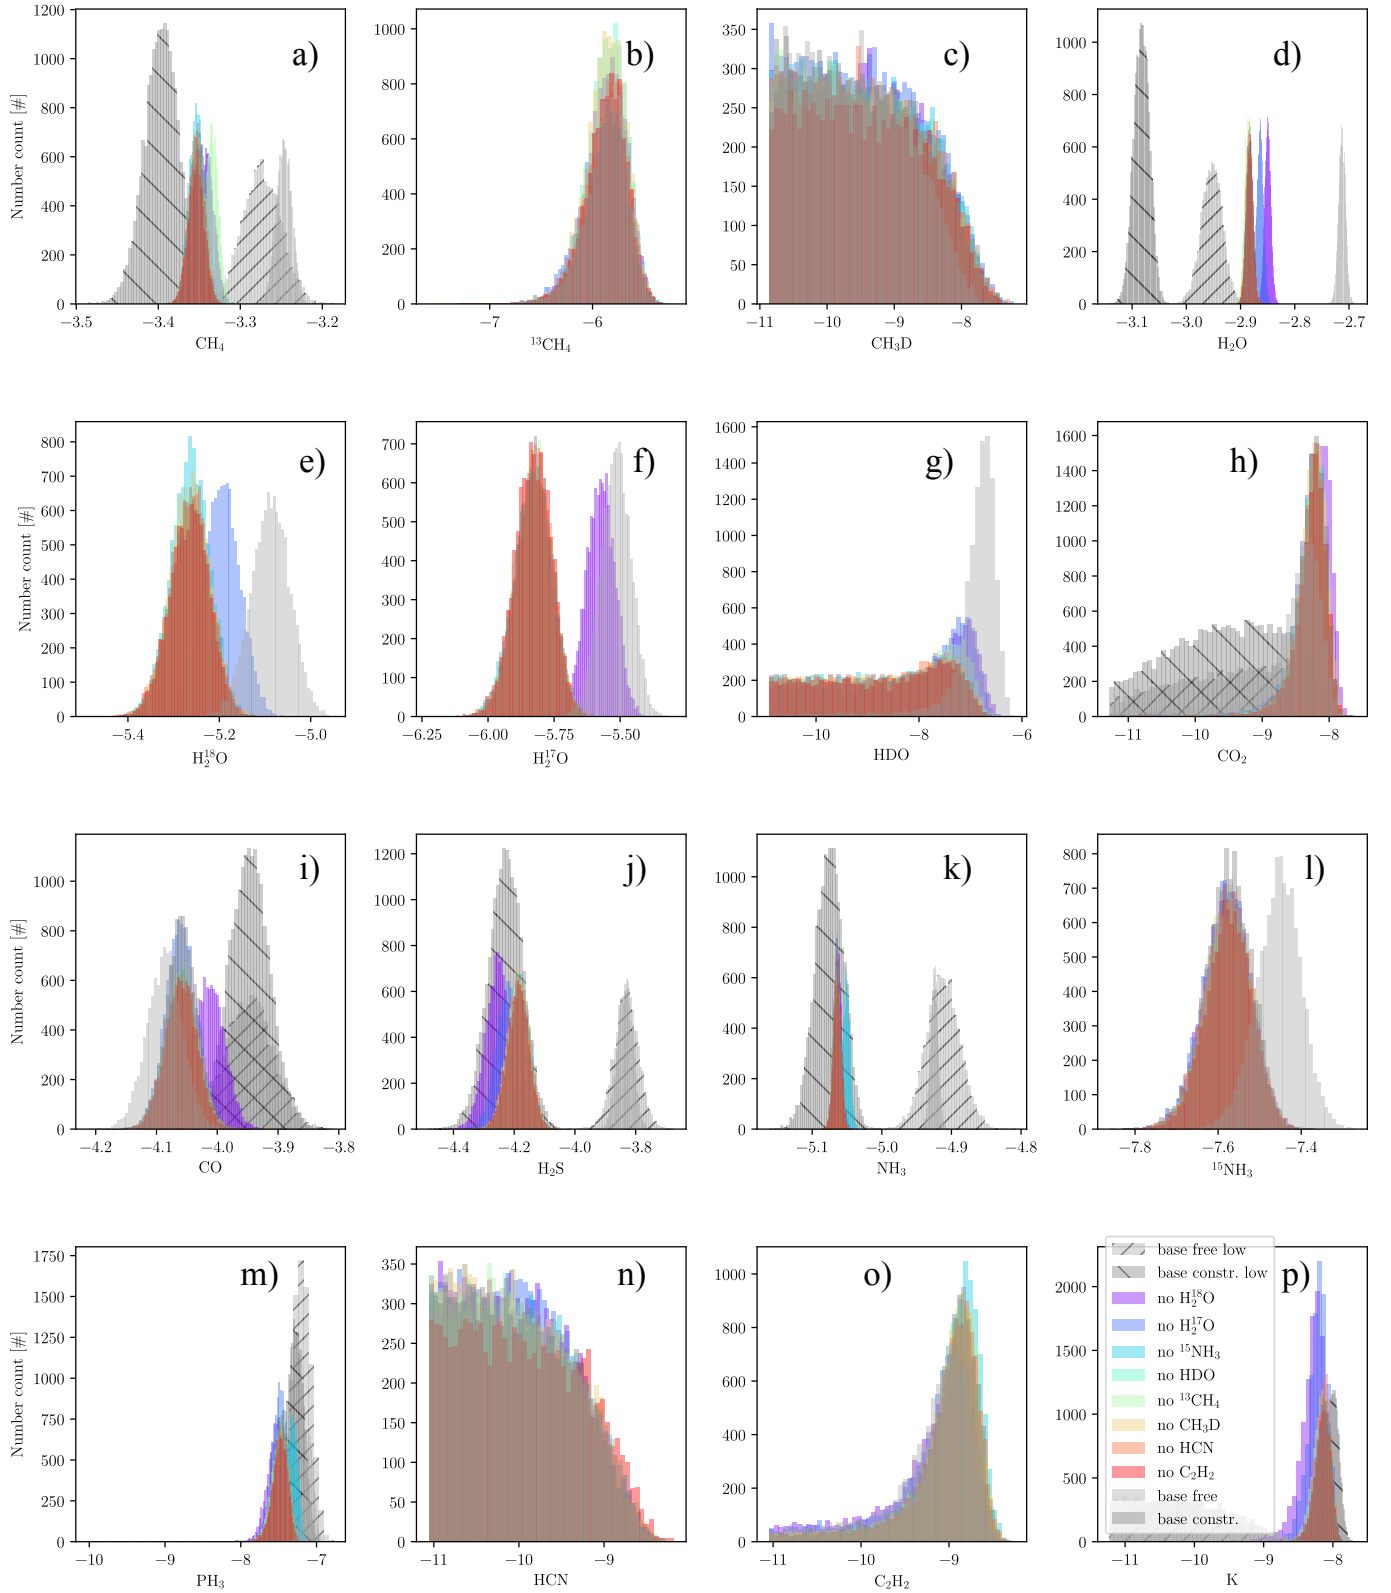 a)
b)
c)
d)
Number count [#]
0 200 400 600 800 1000 1200
0 200 400 600 800 1000
0 50 100 150 200 250 300 350
0 200 400 600 800 1000
−3.5 −3.4 −3.3 −3.2
−7 −6
−11 −10 −9 −8
−3.1 −3.0 −2.9 −2.8 −2.7
CH₄
¹³CH₄
CH₃D
H₂O
e)
f)
g)
h)
Number count [#]
0 100 200 300 400 500 600 700 800
0 100 200 300 400 500 600 700
0 200 400 600 800 1000 1200 1400 1600
0 200 400 600 800 1000 1200 1400 1600
−5.4 −5.2 −5.0
−6.25 −6.00 −5.75 −5.50
−10 −8 −6
−11 −10 −9 −8
H₂¹⁸O
H₂¹⁷O
HDO
CO₂
i)
j)
k)
l)
Number count [#]
0 200 400 600 800 1000
0 200 400 600 800 1000 1200
0 200 400 600 800 1000
0 100 200 300 400 500 600 700 800
−4.2 −4.1 −4.0 −3.9 −3.8
−4.4 −4.2 −4.0 −3.8
−5.1 −5.0 −4.9 −4.8
−7.8 −7.6 −7.4
CO
H₂S
NH₃
¹⁵NH₃
m)
n)
o)
p)
Number count [#]
0 250 500 750 1000 1250 1500 1750
0 50 100 150 200 250 300 350
0 200 400 600 800 1000
0 500 1000 1500 2000
base free low
base constr. low
no H₂¹⁸O
no H₂¹⁷O
no ¹⁵NH₃
no HDO
no ¹³CH₄
no CH₃D
no HCN
no C₂H₂
base free
base constr.
−10 −9 −8 −7
−11 −10 −9
−11 −10 −9
−11 −10 −9 −8
PH₃
HCN
C₂H₂
K